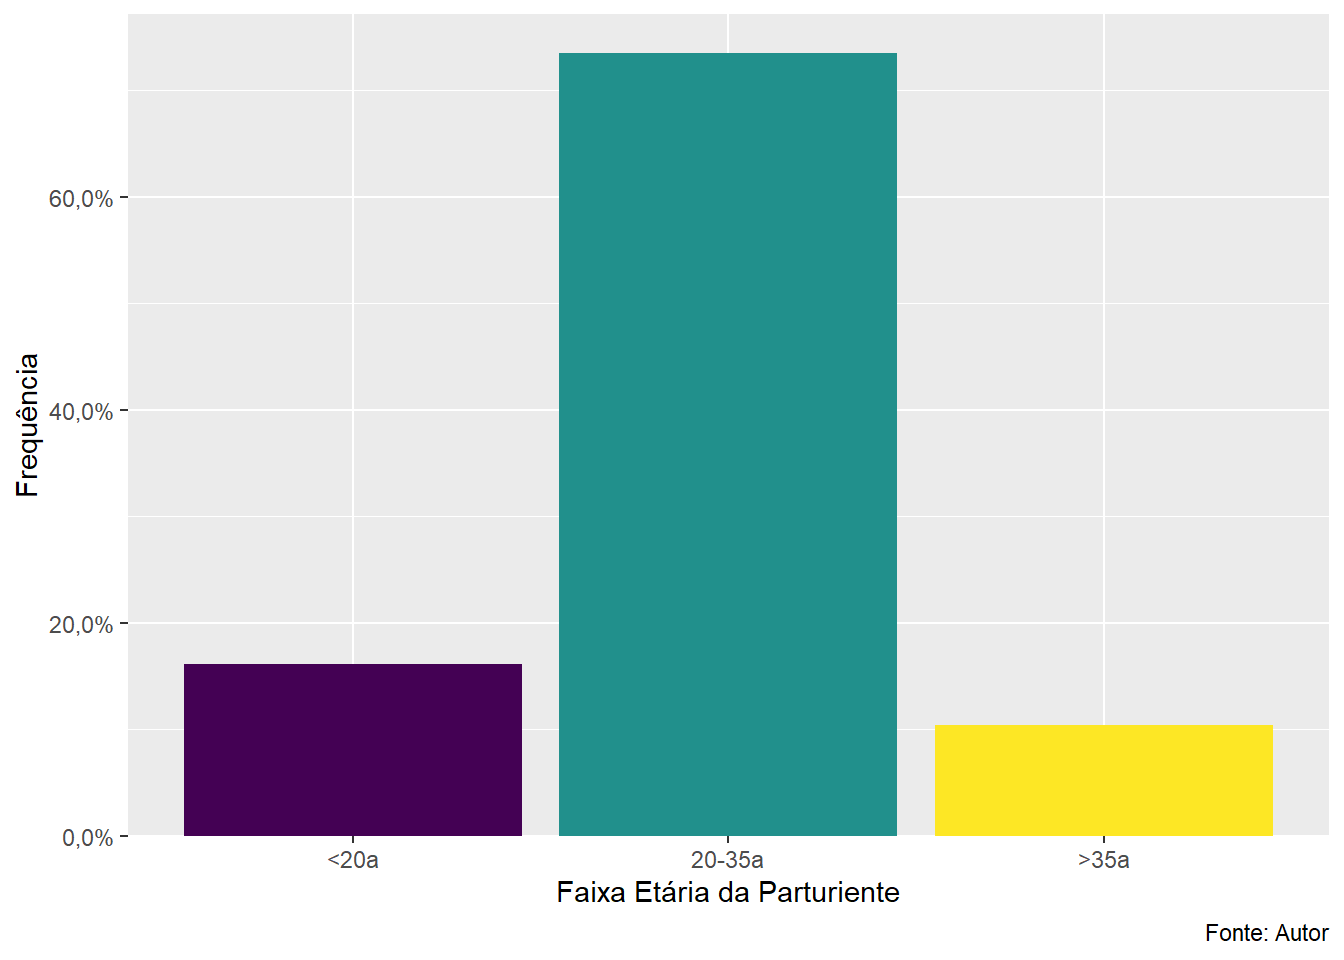 60,0%
40,0%
20,0%
0,0%
Frequência
<20a
20-35a
>35a
Faixa Etária da Parturiente
Fonte: Autor